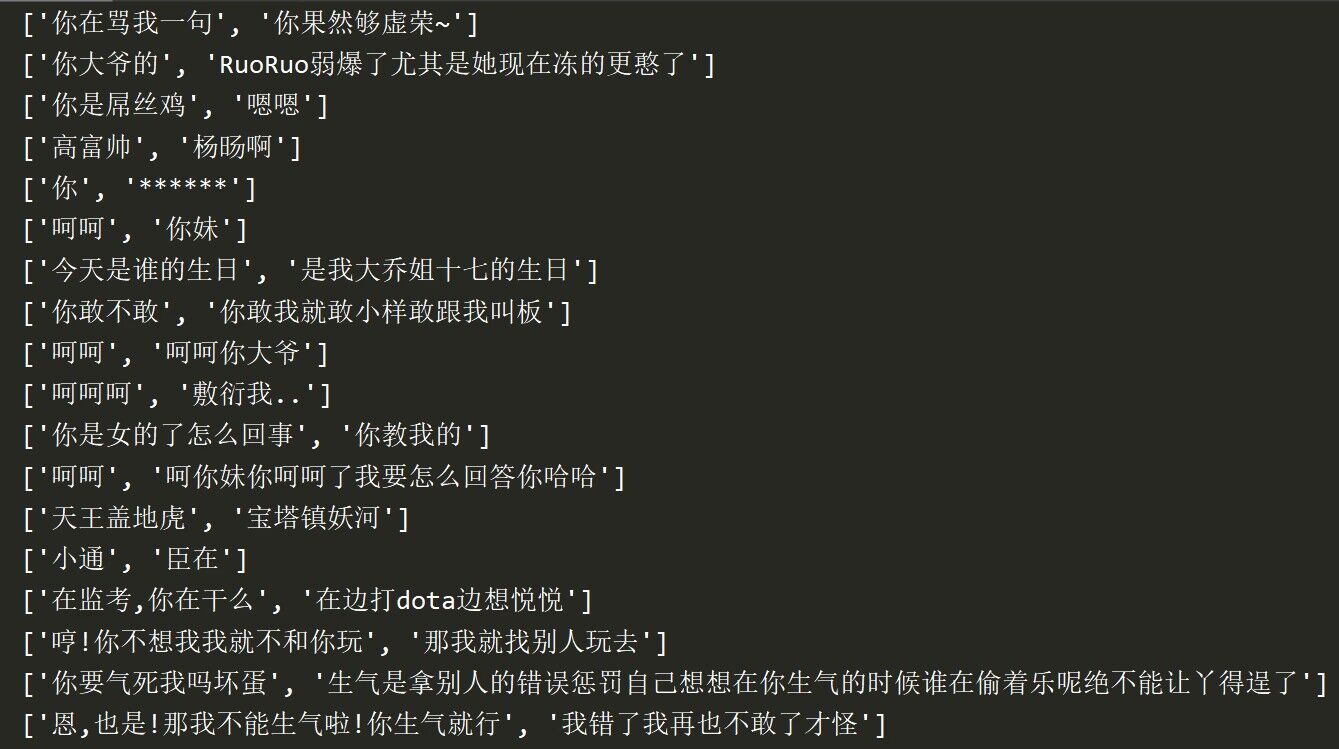 ['你在骂我一句', '你果然够虚荣~']
['你大爷的', 'RuoRuo弱爆了尤其是她现在冻的更憨了']
['你是屌丝鸡', '嗯嗯']
['高富帅', '杨旸啊']
['你', '******']
['呵呵', '你妹']
['今天是谁的生日', '是我大乔姐十七的生日']
['你敢不敢', '你敢我就敢小样敢跟我叫板']
['呵呵', '呵呵你大爷']
['呵呵呵', '敷衍我..']
['你是女的了怎么回事', '你教我的']
['呵呵', '呵你妹你呵呵了我要怎么回答你哈哈']
['天王盖地虎', '宝塔镇妖河']
['小通', '臣在']
['在监考,你在干么', '在边打dota边想悦悦']
['哼!你不想我我就不和你玩', '那我就找别人玩去']
['你要气死我吗坏蛋', '生气是拿别人的错误惩罚自己想想在你生气的时候谁在偷着乐呢绝不能让丫得逞了']
['恩,也是!那我不能生气啦!你生气就行', '我错了我再也不敢了才怪']